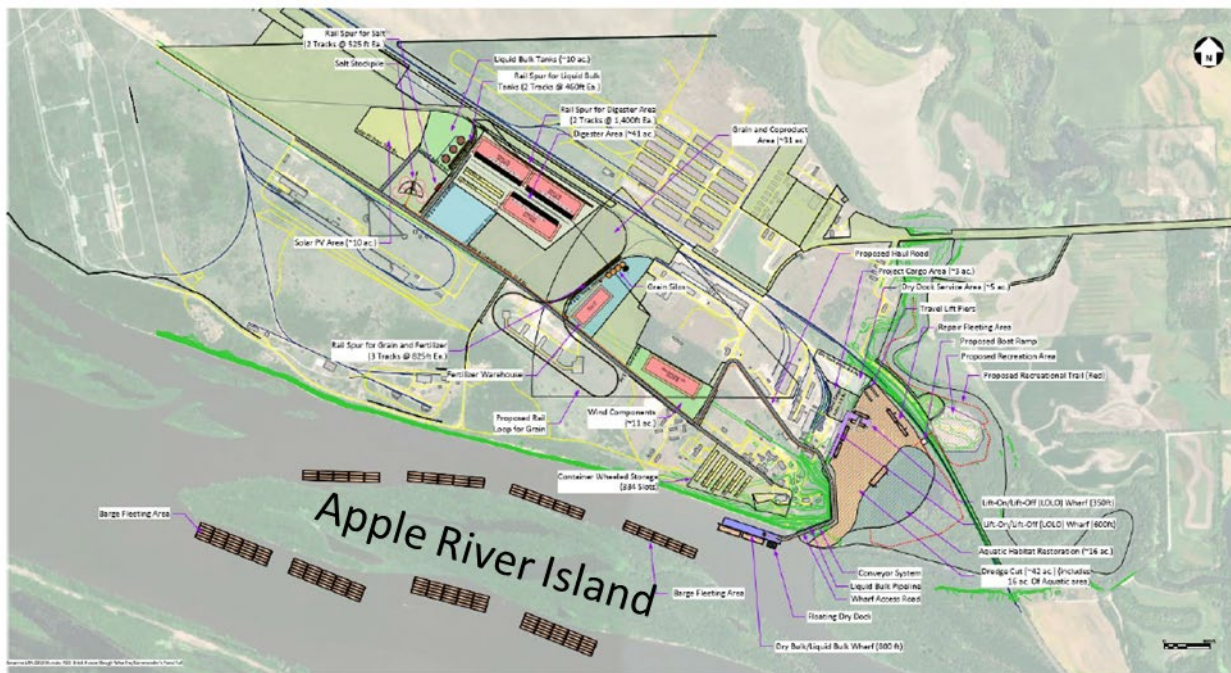 Rail Spur for Salt
(2 Tracks @ 525 ft Ea.)
Salt Stockpile
Liquid Bulk Tanks (~10 ac.)
Rail Spur for Liquid Bulk
Tanks (2 Tracks @ 460ft Ea.)
Rail Spur for Digester Area
(2 Tracks @ 1,400ft Ea.)
Digester Area (~41 ac.)
Grain and Coproduct
Area (~31 ac.
N
Solar PV Area (~10 ac.)
Proposed Haul Road
Project Cargo Area (~3 ac.)
Dry Dock Service Area (~5 ac.)
Travel Lift Piers
Repair Fleeting Area
Proposed Boat Ramp
Proposed Recreation Area
Proposed Recreational Trail (Red)
Grain Silos
Rail Spur for Grain and Fertilizer
(3 Tracks @ 825ft Ea.)
Fertilizer Warehouse
Proposed Rail
Loop for Grain
Wind Components
(~11 ac.)
Container Wheeled Storage
(334 Slots)
Barge Fleeting Area
Apple River Island
Barge Fleeting Area
Lift-On/Lift-Off (LOLO) Wharf (350ft)
Lift-On/Lift-Off (LOLO) Wharf (600ft)
Aquatic Habitat Restoration (~16 ac.)
Dredge Cut (~42 ac.) (Includes
16 ac. Of Aquatic area)
Conveyor System
Liquid Bulk Pipeline
Wharf Access Road
Floating Dry Dock
Dry Bulk/Liquid Bulk Wharf (800 ft)